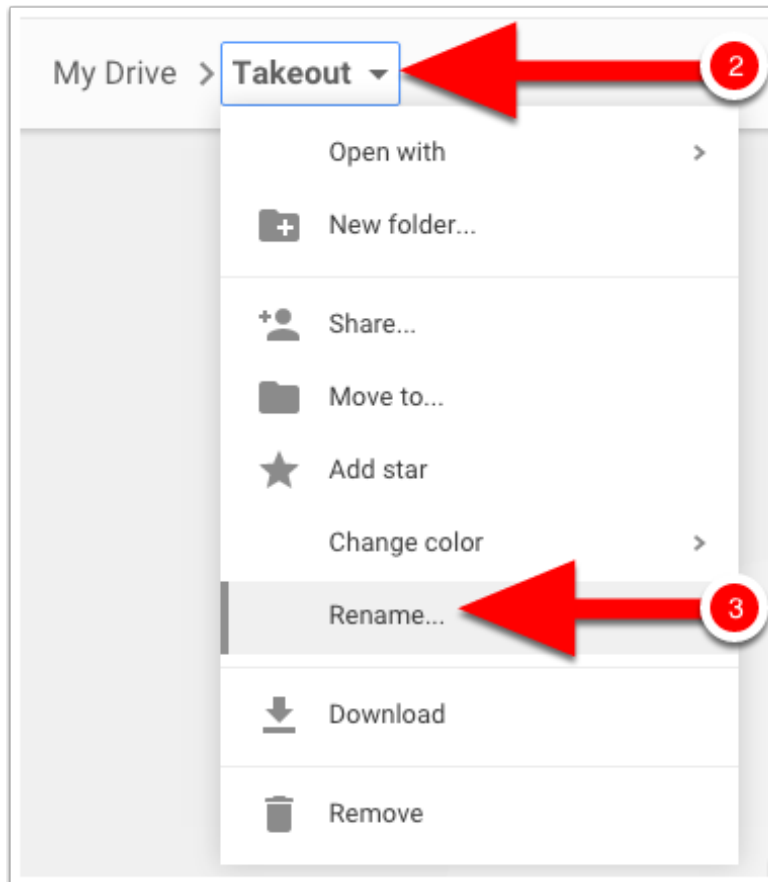 My Drive > Takeout 2
Open with >
New folder...
Share...
Move to...
Add star
Change color >
Rename... 3
Download
Remove